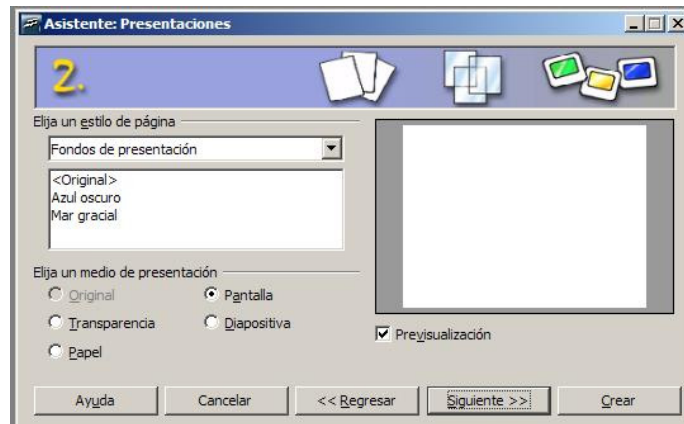 Asistente: Presentaciones
2.
Elija un estilo de página
Fondos de presentación
<Original>
Azul oscuro
Mar gracial
Elija un medio de presentación
Original
Pantalla
Transparencia
Diapositiva
Papel
Previsualización
Ayuda
Cancelar
<< Regresar
Siguiente >>
Crear